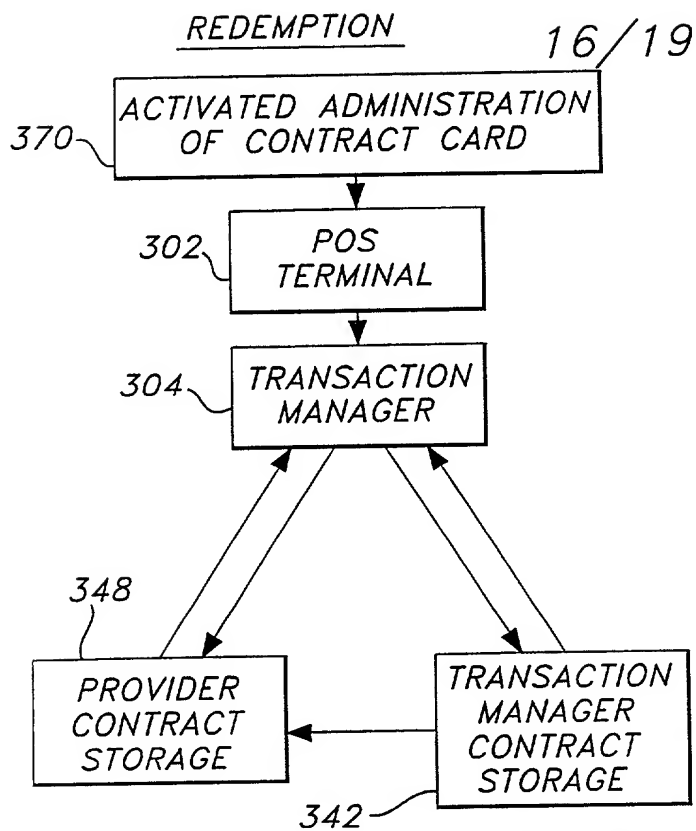 REDEMPTION
16/19
ACTIVATED ADMINISTRATION
OF CONTRACT CARD
370
POS
TERMINAL
302
TRANSACTION
MANAGER
304
348
PROVIDER
CONTRACT
STORAGE
TRANSACTION
MANAGER
CONTRACT
STORAGE
342